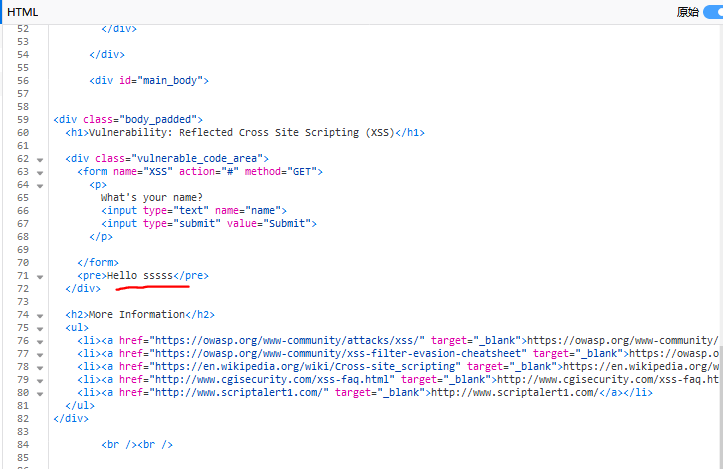 HTML
原始
52 </div>
53
54 </div>
55
56 <div id="main_body">
57
58
59 <div class="body_padded">
60 <h1>Vulnerability: Reflected Cross Site Scripting (XSS)</h1>
61
62 <div class="vulnerable_code_area">
63 <form name="XSS" action="#" method="GET">
64 <p>
65 What's your name?
66 <input type="text" name="name">
67 <input type="submit" value="Submit">
68 </p>
69
70 </form>
71 <pre>Hello sssss</pre>
72 </div>
73
74 <h2>More Information</h2>
75 <ul>
76 <li><a href="https://owasp.org/www-community/attacks/xss/" target="_blank">https://owasp.org/www-community/
77 <li><a href="https://owasp.org/www-community/xss-filter-evasion-cheatsheet" target="_blank">https://owasp.o
78 <li><a href="https://en.wikipedia.org/wiki/Cross-site_scripting" target="_blank">https://en.wikipedia.org/w
79 <li><a href="http://www.cgisecurity.com/xss-faq.html" target="_blank">http://www.cgisecurity.com/xss-faq.ht
80 <li><a href="http://www.scriptalert1.com/" target="_blank">http://www.scriptalert1.com/</a></li>
81 </ul>
82 </div>
83
84 <br /><br />
85